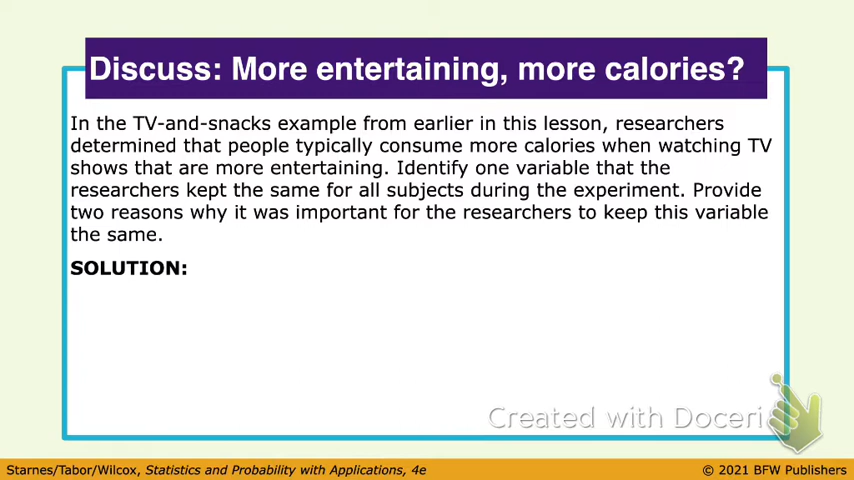 Discuss: More entertaining, more calories?
In the TV-and-snacks example from earlier in this lesson, researchers
determined that people typically consume more calories when watching TV
shows that are more entertaining. Identify one variable that the
researchers kept the same for all subjects during the experiment. Provide
two reasons why it was important for the researchers to keep this variable
the same.
SOLUTION:
Created with Doceri
Starnes/Tabor/Wilcox, Statistics and Probability with Applications, 4e
© 2021 BFW Publishers